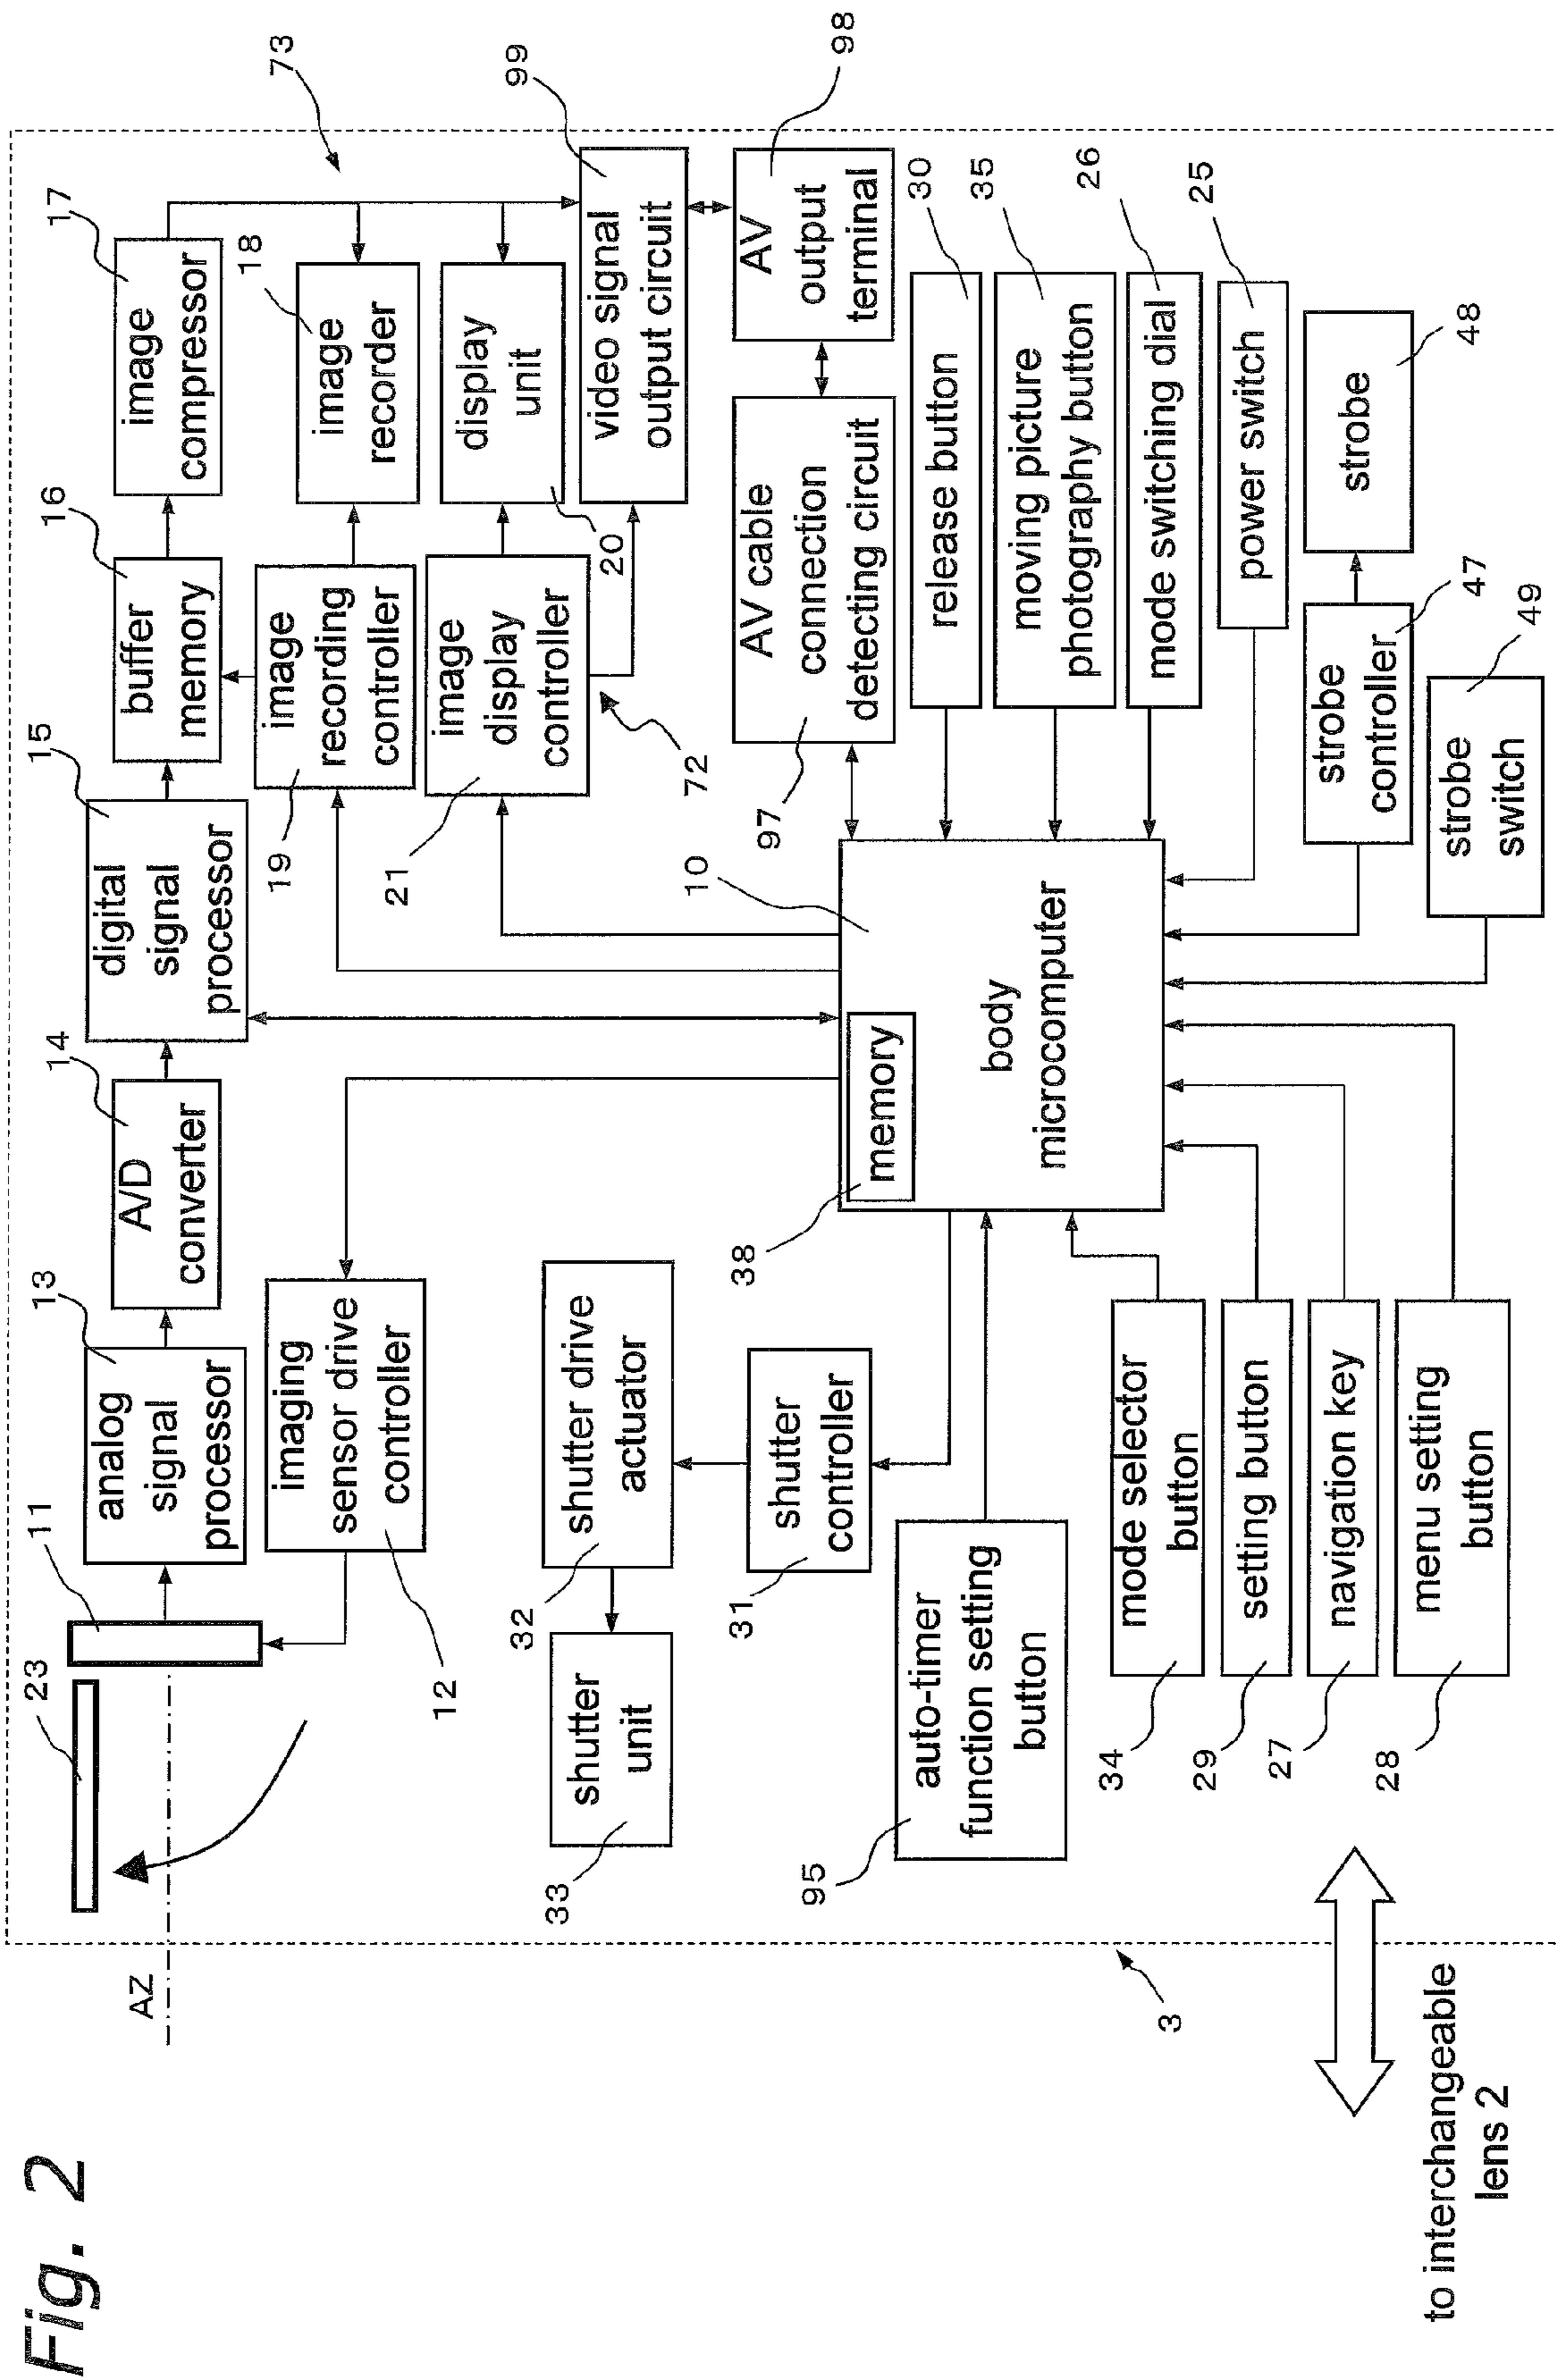 Fig. 2
AZ
23
11
13
analog
signal
processor
14
A/D
converter
15
digital
signal
processor
16
buffer
memory
17
image
compressor
73
12
imaging
sensor drive
controller
19
image
recording
controller
18
image
recorder
21
image
display
controller
72
20
display
unit
99
video signal
output circuit
98
AV
output
terminal
97
AV cable
connection
detecting circuit
33
shutter
unit
32
shutter drive
actuator
31
shutter
controller
38
memory
10
body
microcomputer
30
release button
35
moving picture
photography button
26
mode switching dial
25
power switch
95
auto-timer
function setting
button
34
mode selector
button
29
setting button
27
navigation key
28
menu setting
button
47
strobe
controller
48
strobe
49
strobe
switch
3
to interchangeable
lens 2